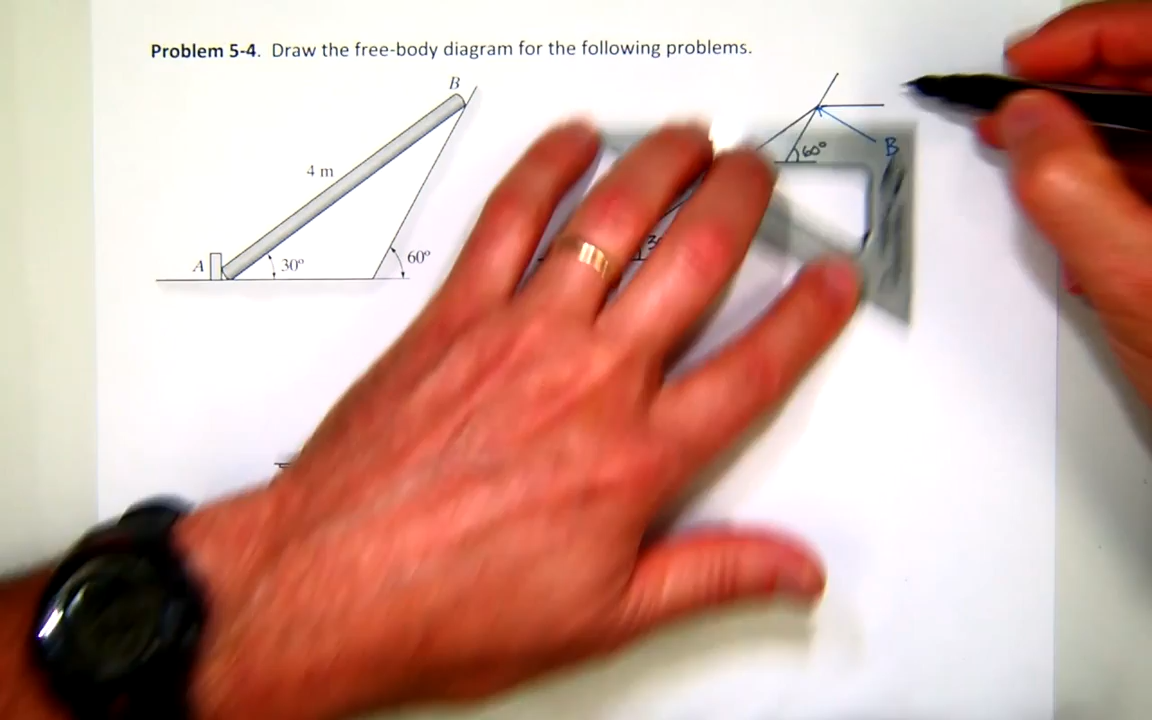 Problem 5-4. Draw the free-body diagram for the following problems.
B
4 m
A
30°
60°
60°
B